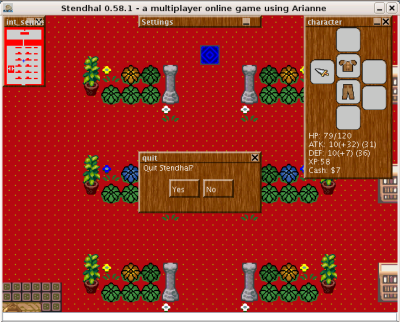 Stendhal 0.58.1 - a multiplayer online game using Arianne
Settings
character
HP: 79/120
ATK: 10(+32) (31)
DEF: 10(+7) (36)
XP:58
Cash: $7
quit
Quit Stendhal?
Yes
No